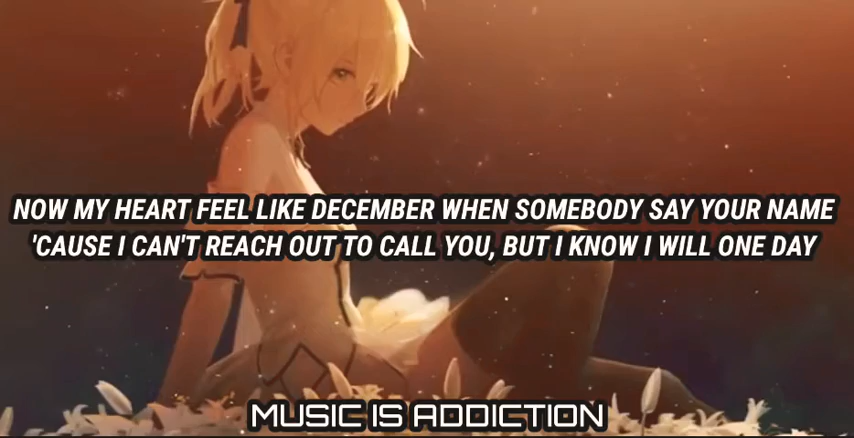 NOW MY HEART FEEL LIKE DECEMBER WHEN SOMEBODY SAY YOUR NAME
'CAUSE I CAN'T REACH OUT TO CALL YOU, BUT I KNOW I WILL ONE DAY
MUSIC IS ADDICTION